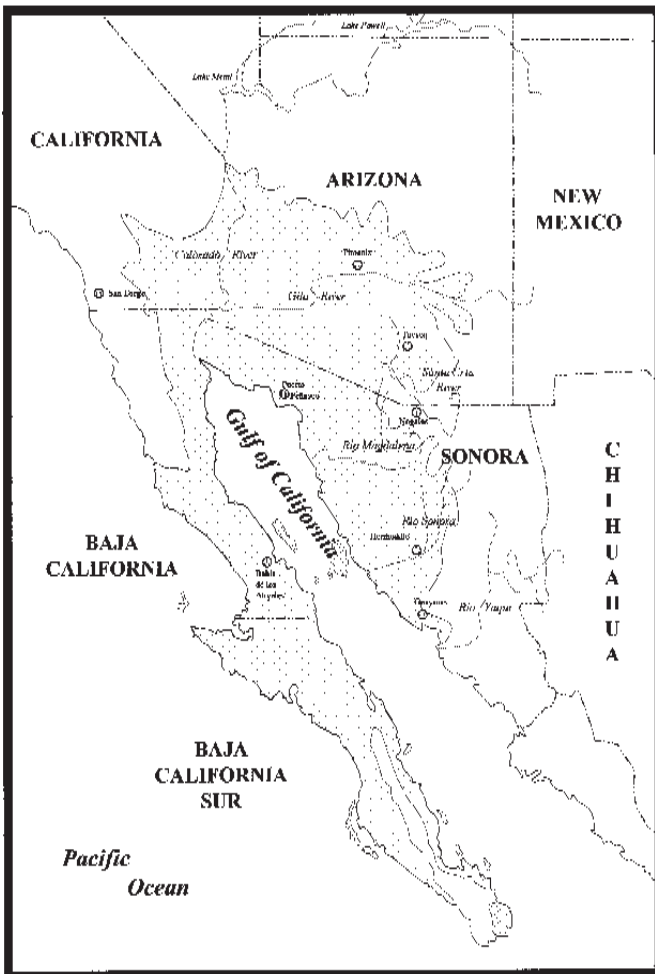 Lake Powell
Lake Mead
CALIFORNIA
ARIZONA
NEW
MEXICO
Colorado River
Phoenix
Gila River
San Diego
Tucson
Santa Cruz
River
Puerto
Peñasco
Nogales
Gulf of California
Rio Magdalena
SONORA
CHIHUAHUA
Rio Sonora
Hermosillo
BAJA
CALIFORNIA
Bahia
de los
Angeles
Guaymas
Rio Yaqui
BAJA
CALIFORNIA
SUR
Pacific
Ocean